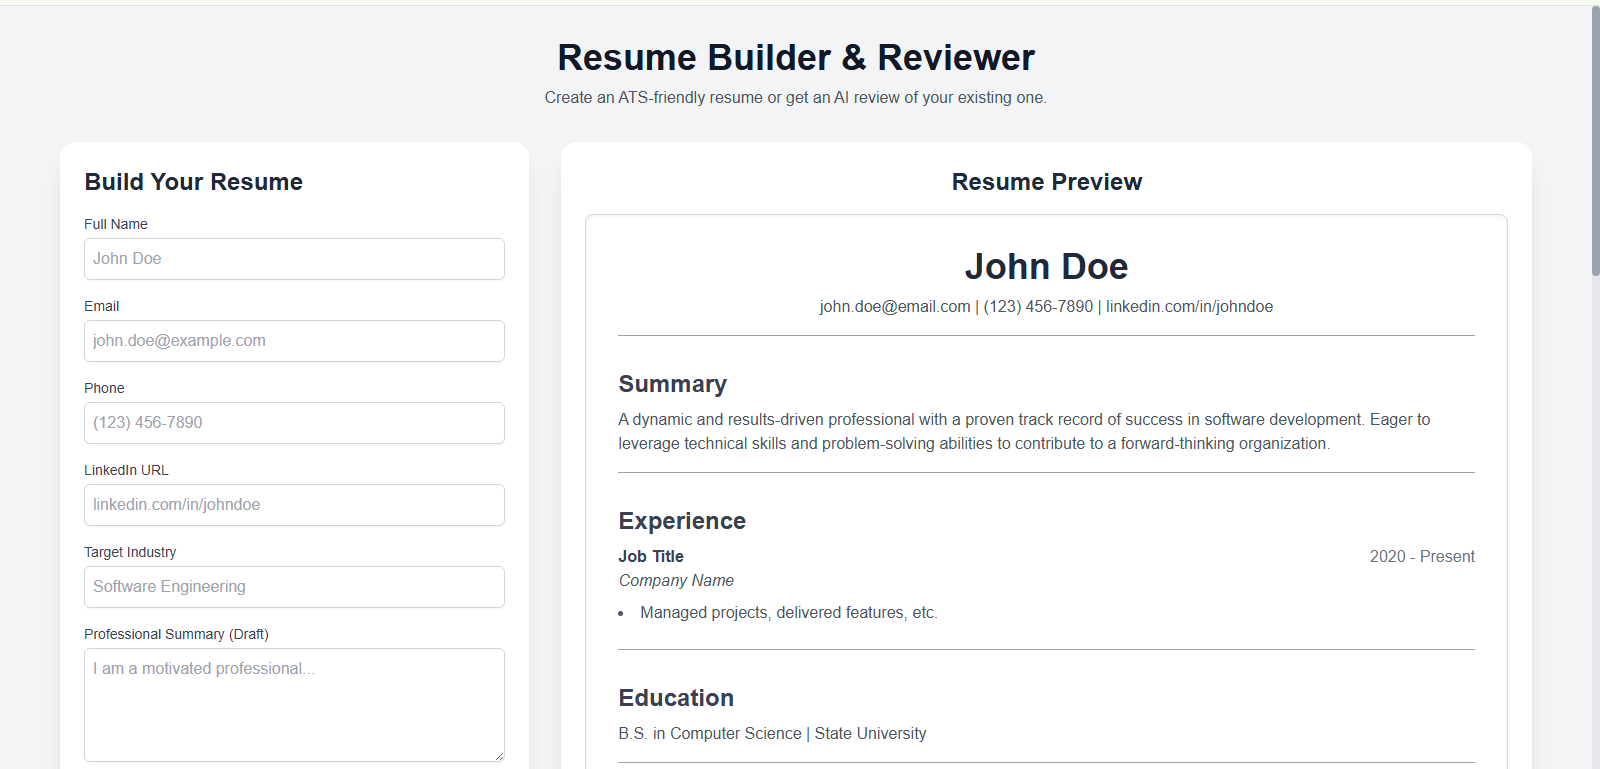 Resume Builder & Reviewer
Create an ATS-friendly resume or get an AI review of your existing one.
Build Your Resume
Full Name
John Doe
Email
john.doe@example.com
Phone
(123) 456-7890
LinkedIn URL
linkedin.com/in/johndoe
Target Industry
Software Engineering
Professional Summary (Draft)
I am a motivated professional...
Resume Preview
John Doe
john.doe@email.com | (123) 456-7890 | linkedin.com/in/johndoe
Summary
A dynamic and results-driven professional with a proven track record of success in software development. Eager to
leverage technical skills and problem-solving abilities to contribute to a forward-thinking organization.
Experience
Job Title 2020 - Present
Company Name
• Managed projects, delivered features, etc.
Education
B.S. in Computer Science | State University